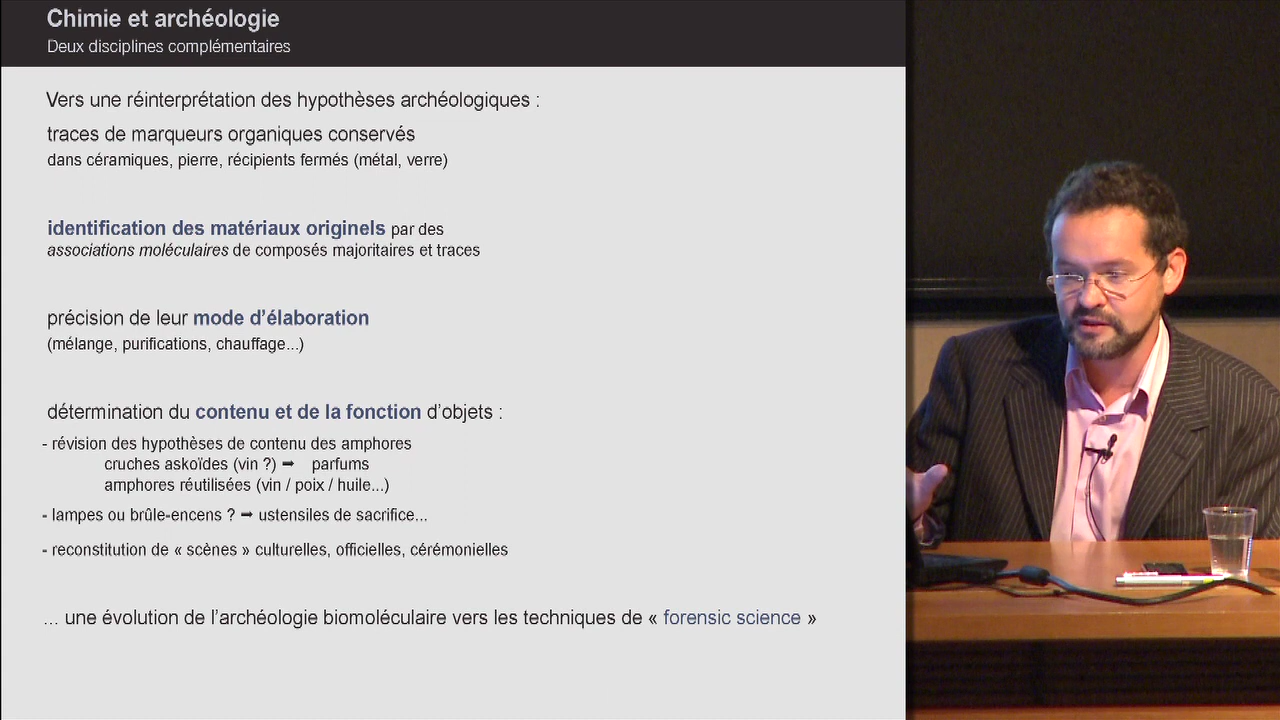 Chimie et archéologie
Deux disciplines complémentaires
Vers une réinterprétation des hypothèses archéologiques :
traces de marqueurs organiques conservés
dans céramiques, pierre, récipients fermés (métal, verre)
identification des matériaux originels par des
associations moléculaires de composés majoritaires et traces
précision de leur mode d’élaboration
(mélange, purifications, chauffage...)
détermination du contenu et de la fonction d’objets :
- révision des hypothèses de contenu des amphores
cruches askoïdes (vin ?) ➡ parfums
amphores réutilisées (vin / poix / huile...)
- lampes ou brûle-encens ? ➡ ustensiles de sacrifice...
- reconstitution de « scènes » culturelles, officielles, cérémonielles
... une évolution de l’archéologie biomoléculaire vers les techniques de « forensic science »